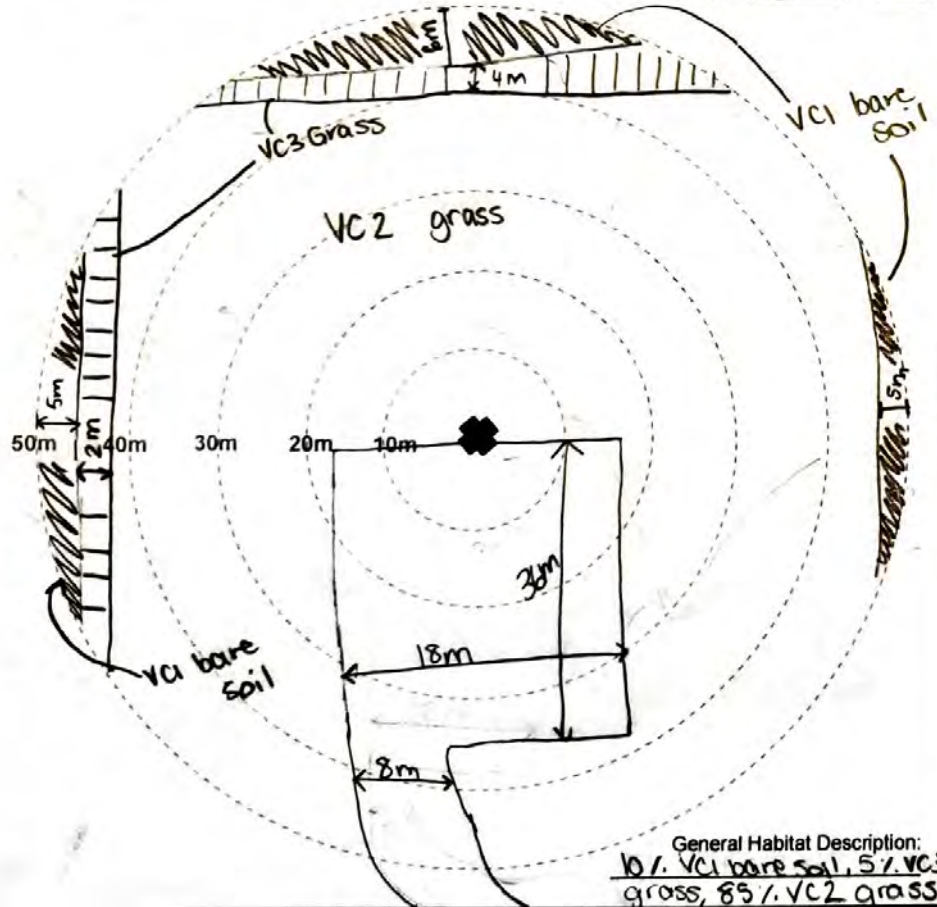 6m
4m
VC1 bare
soil
VC3 Grass
VC2 grass
5m
5m
50m
2m
40m
30m
20m
10m
36m
18m
VC1 bare
soil
8m
General Habitat Description:
10% VC1 bare soil, 5% VC3
grass, 85% VC2 grass